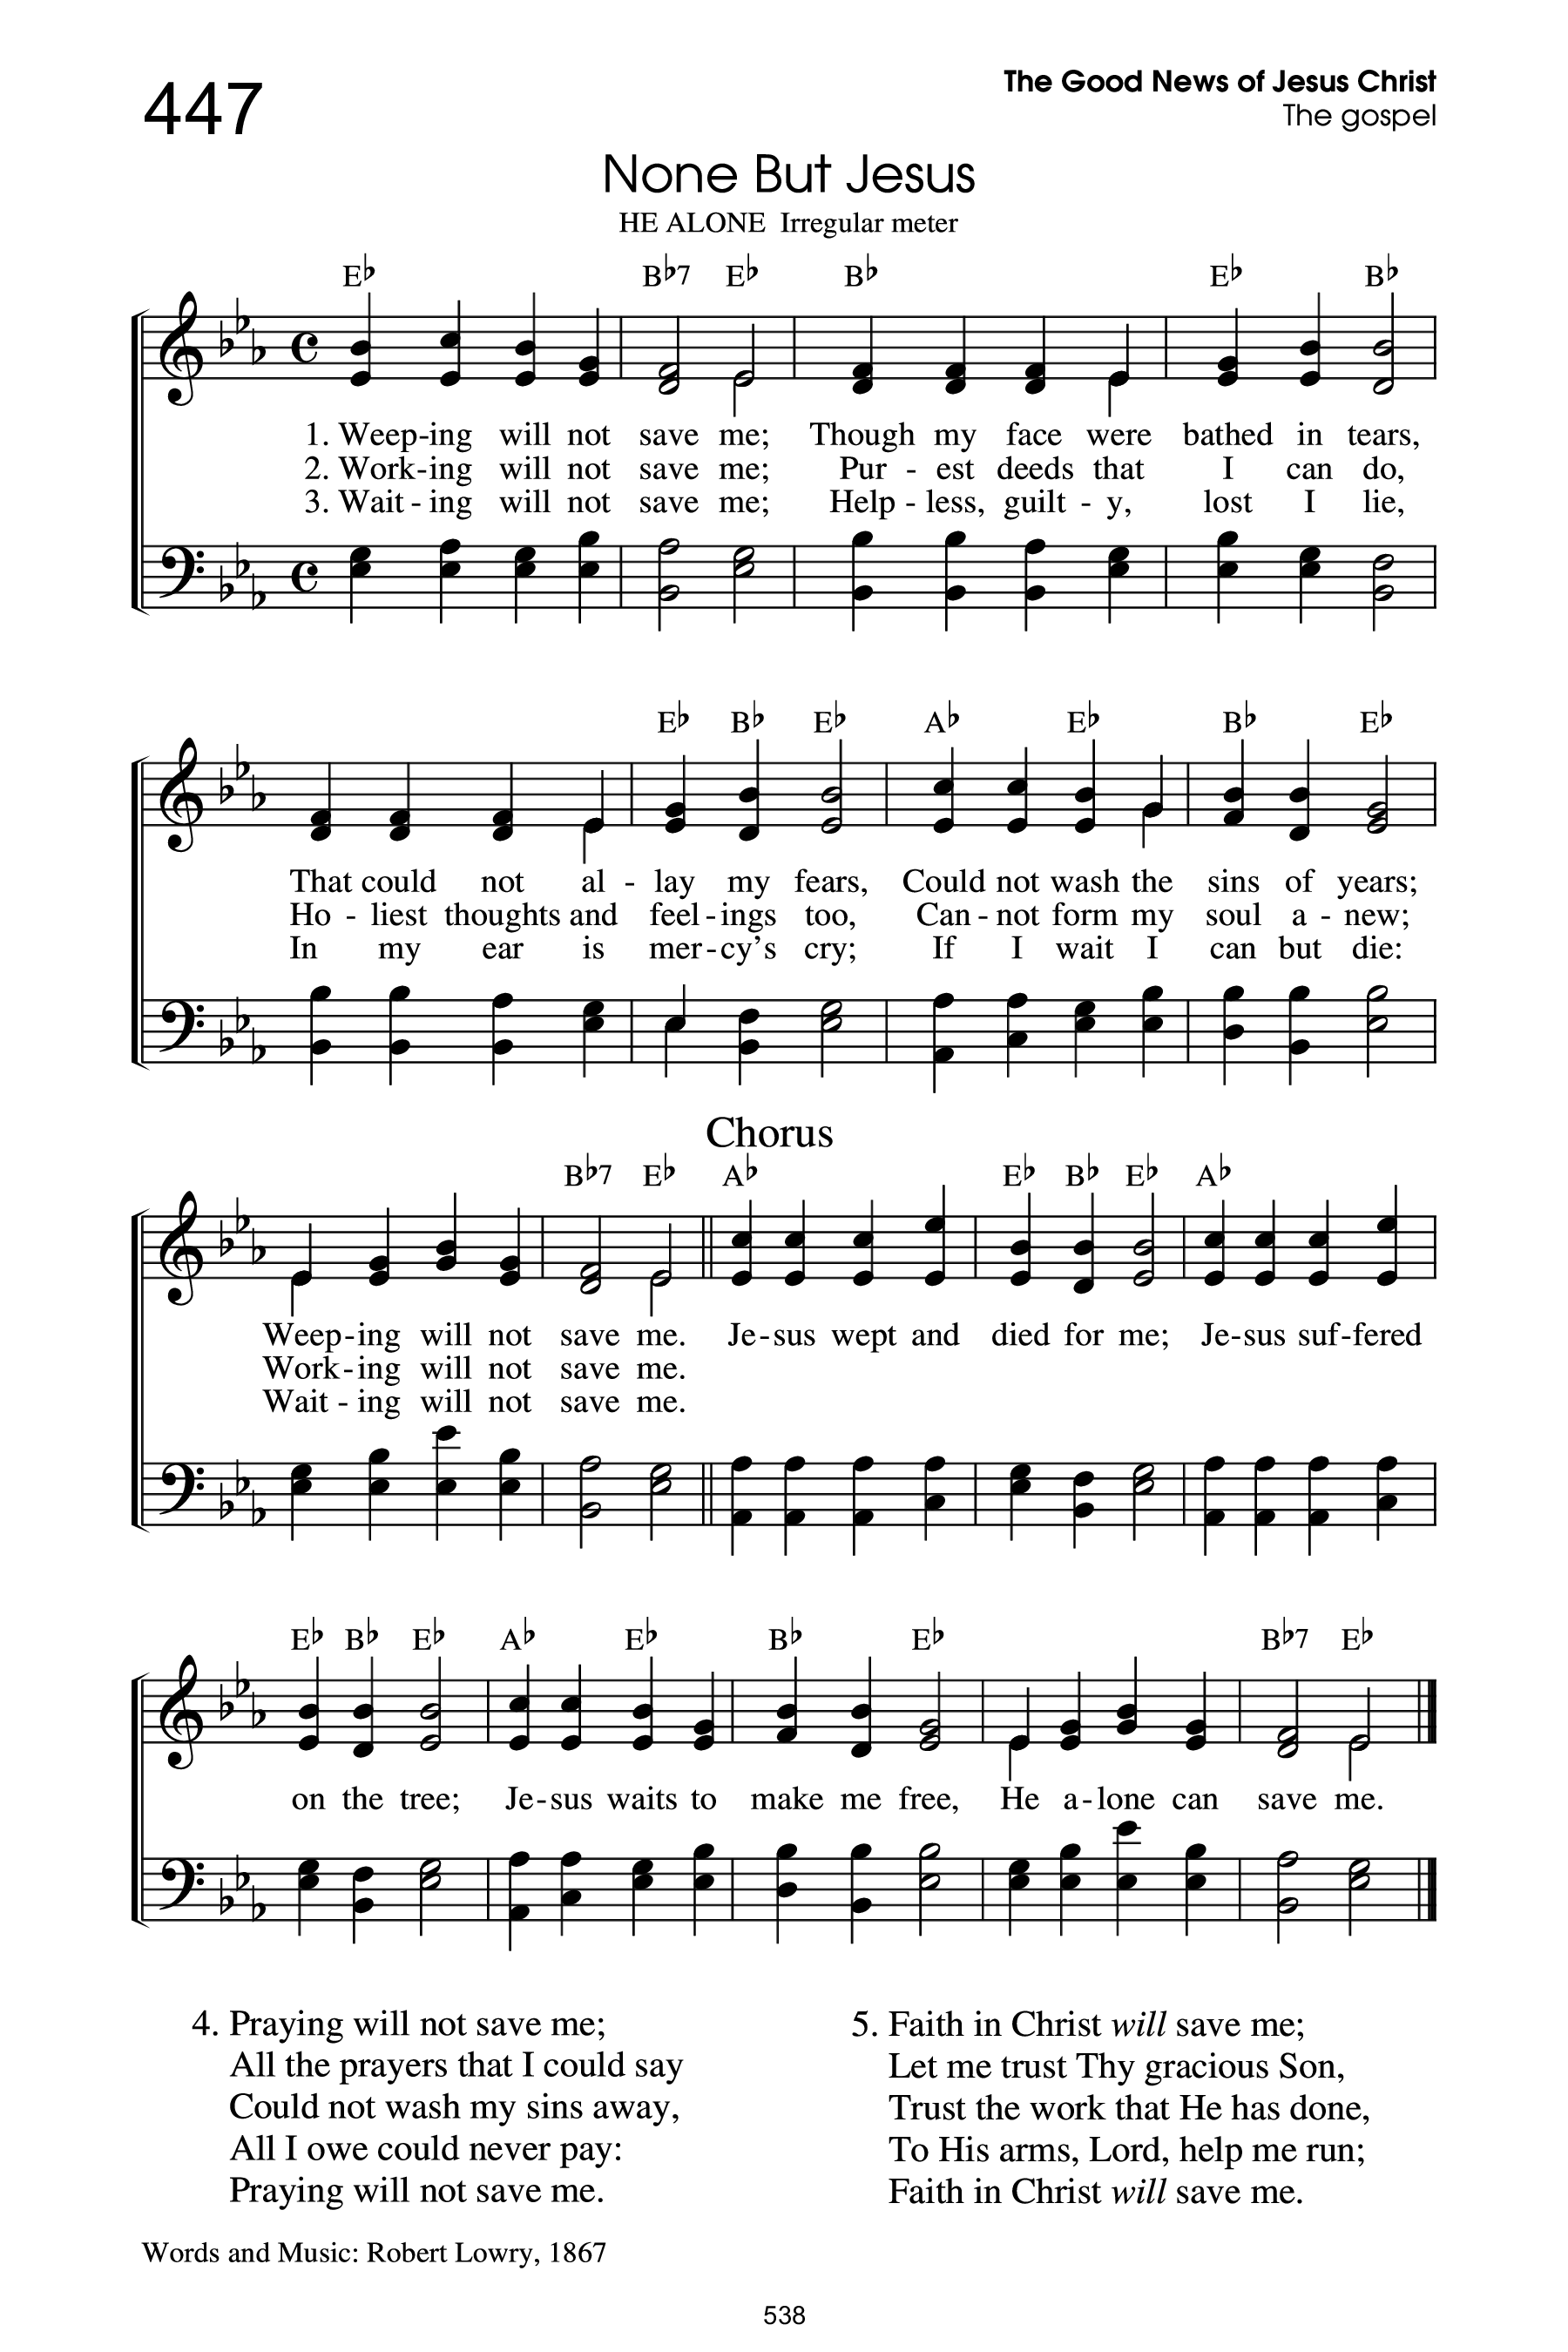 447
The Good News of Jesus Christ
The gospel
None But Jesus
HE ALONE  Irregular meter
E♭ B♭7 E♭ B♭ E♭ B♭
1. Weep-ing will not save me; Though my face were bathed in tears,
2. Work-ing will not save me; Pur - est deeds that I can do,
3. Wait - ing will not save me; Help - less, guilt - y, lost I lie,
E♭ B♭ E♭ A♭ E♭ B♭ E♭
That could not al - lay my fears, Could not wash the sins of years;
Ho - liest thoughts and feel - ings too, Can - not form my soul a - new;
In my ear is mer - cy’s cry; If I wait I can but die:
Chorus
B♭7 E♭ A♭ E♭ B♭ E♭ A♭
Weep-ing will not save me. Je-sus wept and died for me; Je-sus suf-fered
Work-ing will not save me.
Wait - ing will not save me.
E♭ B♭ E♭ A♭ E♭ B♭ E♭ B♭7 E♭
on the tree; Je-sus waits to make me free, He a-lone can save me.
4. Praying will not save me;
All the prayers that I could say
Could not wash my sins away,
All I owe could never pay:
Praying will not save me.
5. Faith in Christ will save me;
Let me trust Thy gracious Son,
Trust the work that He has done,
To His arms, Lord, help me run;
Faith in Christ will save me.
Words and Music: Robert Lowry, 1867
538